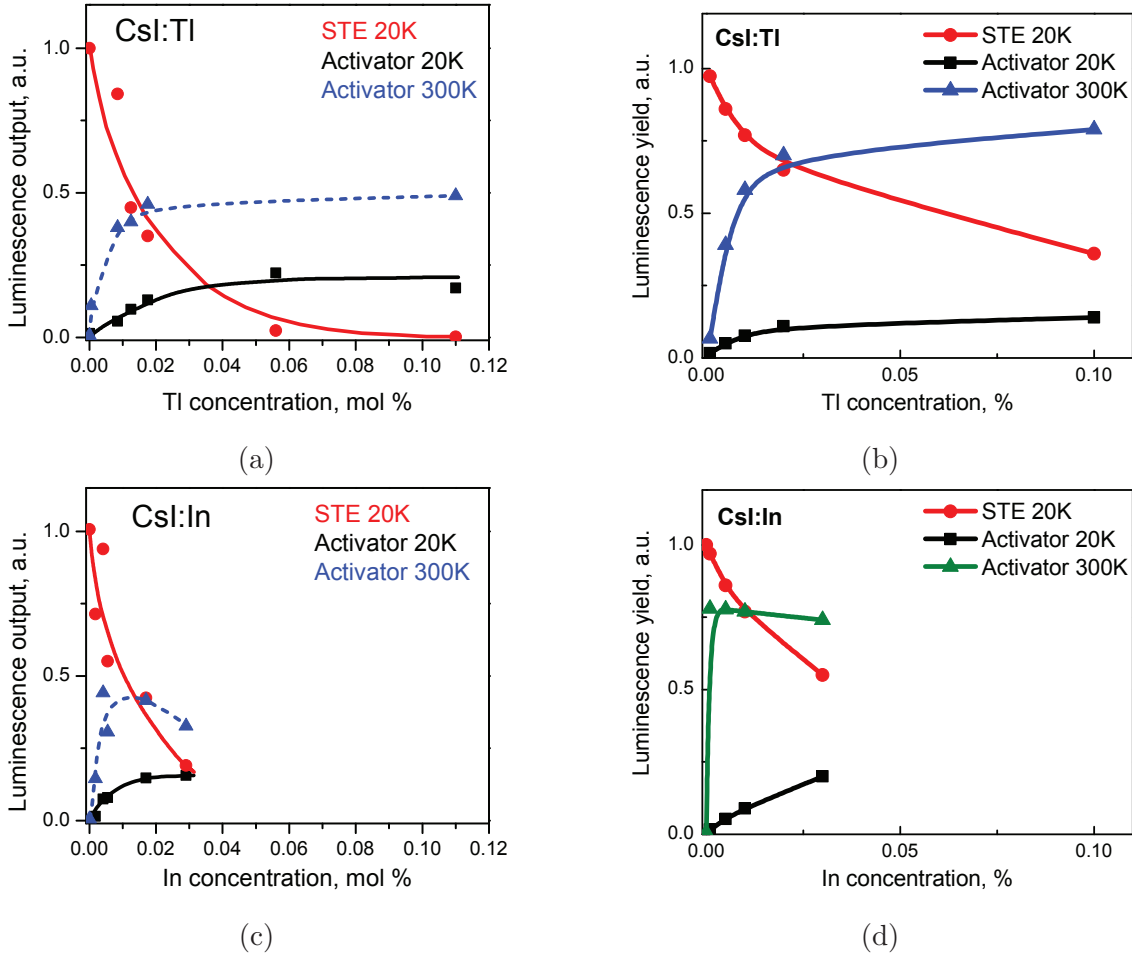 CsI:Tl
STE 20K
Activator 20K
Activator 300K
Luminescence output, a.u.
1.0
0.5
0.0
0.00 0.02 0.04 0.06 0.08 0.10 0.12
Tl concentration, mol %
(a)
CsI:Tl
STE 20K
Activator 20K
Activator 300K
Luminescence yield, a.u.
1.0
0.5
0.0
0.00 0.05 0.10
Tl concentration, %
(b)
CsI:In
STE 20K
Activator 20K
Activator 300K
Luminescence output, a.u.
1.0
0.5
0.0
0.00 0.02 0.04 0.06 0.08 0.10 0.12
In concentration, mol %
(c)
CsI:In
STE 20K
Activator 20K
Activator 300K
Luminescence yield, a.u.
1.0
0.5
0.0
0.00 0.05 0.10
In concentration, %
(d)